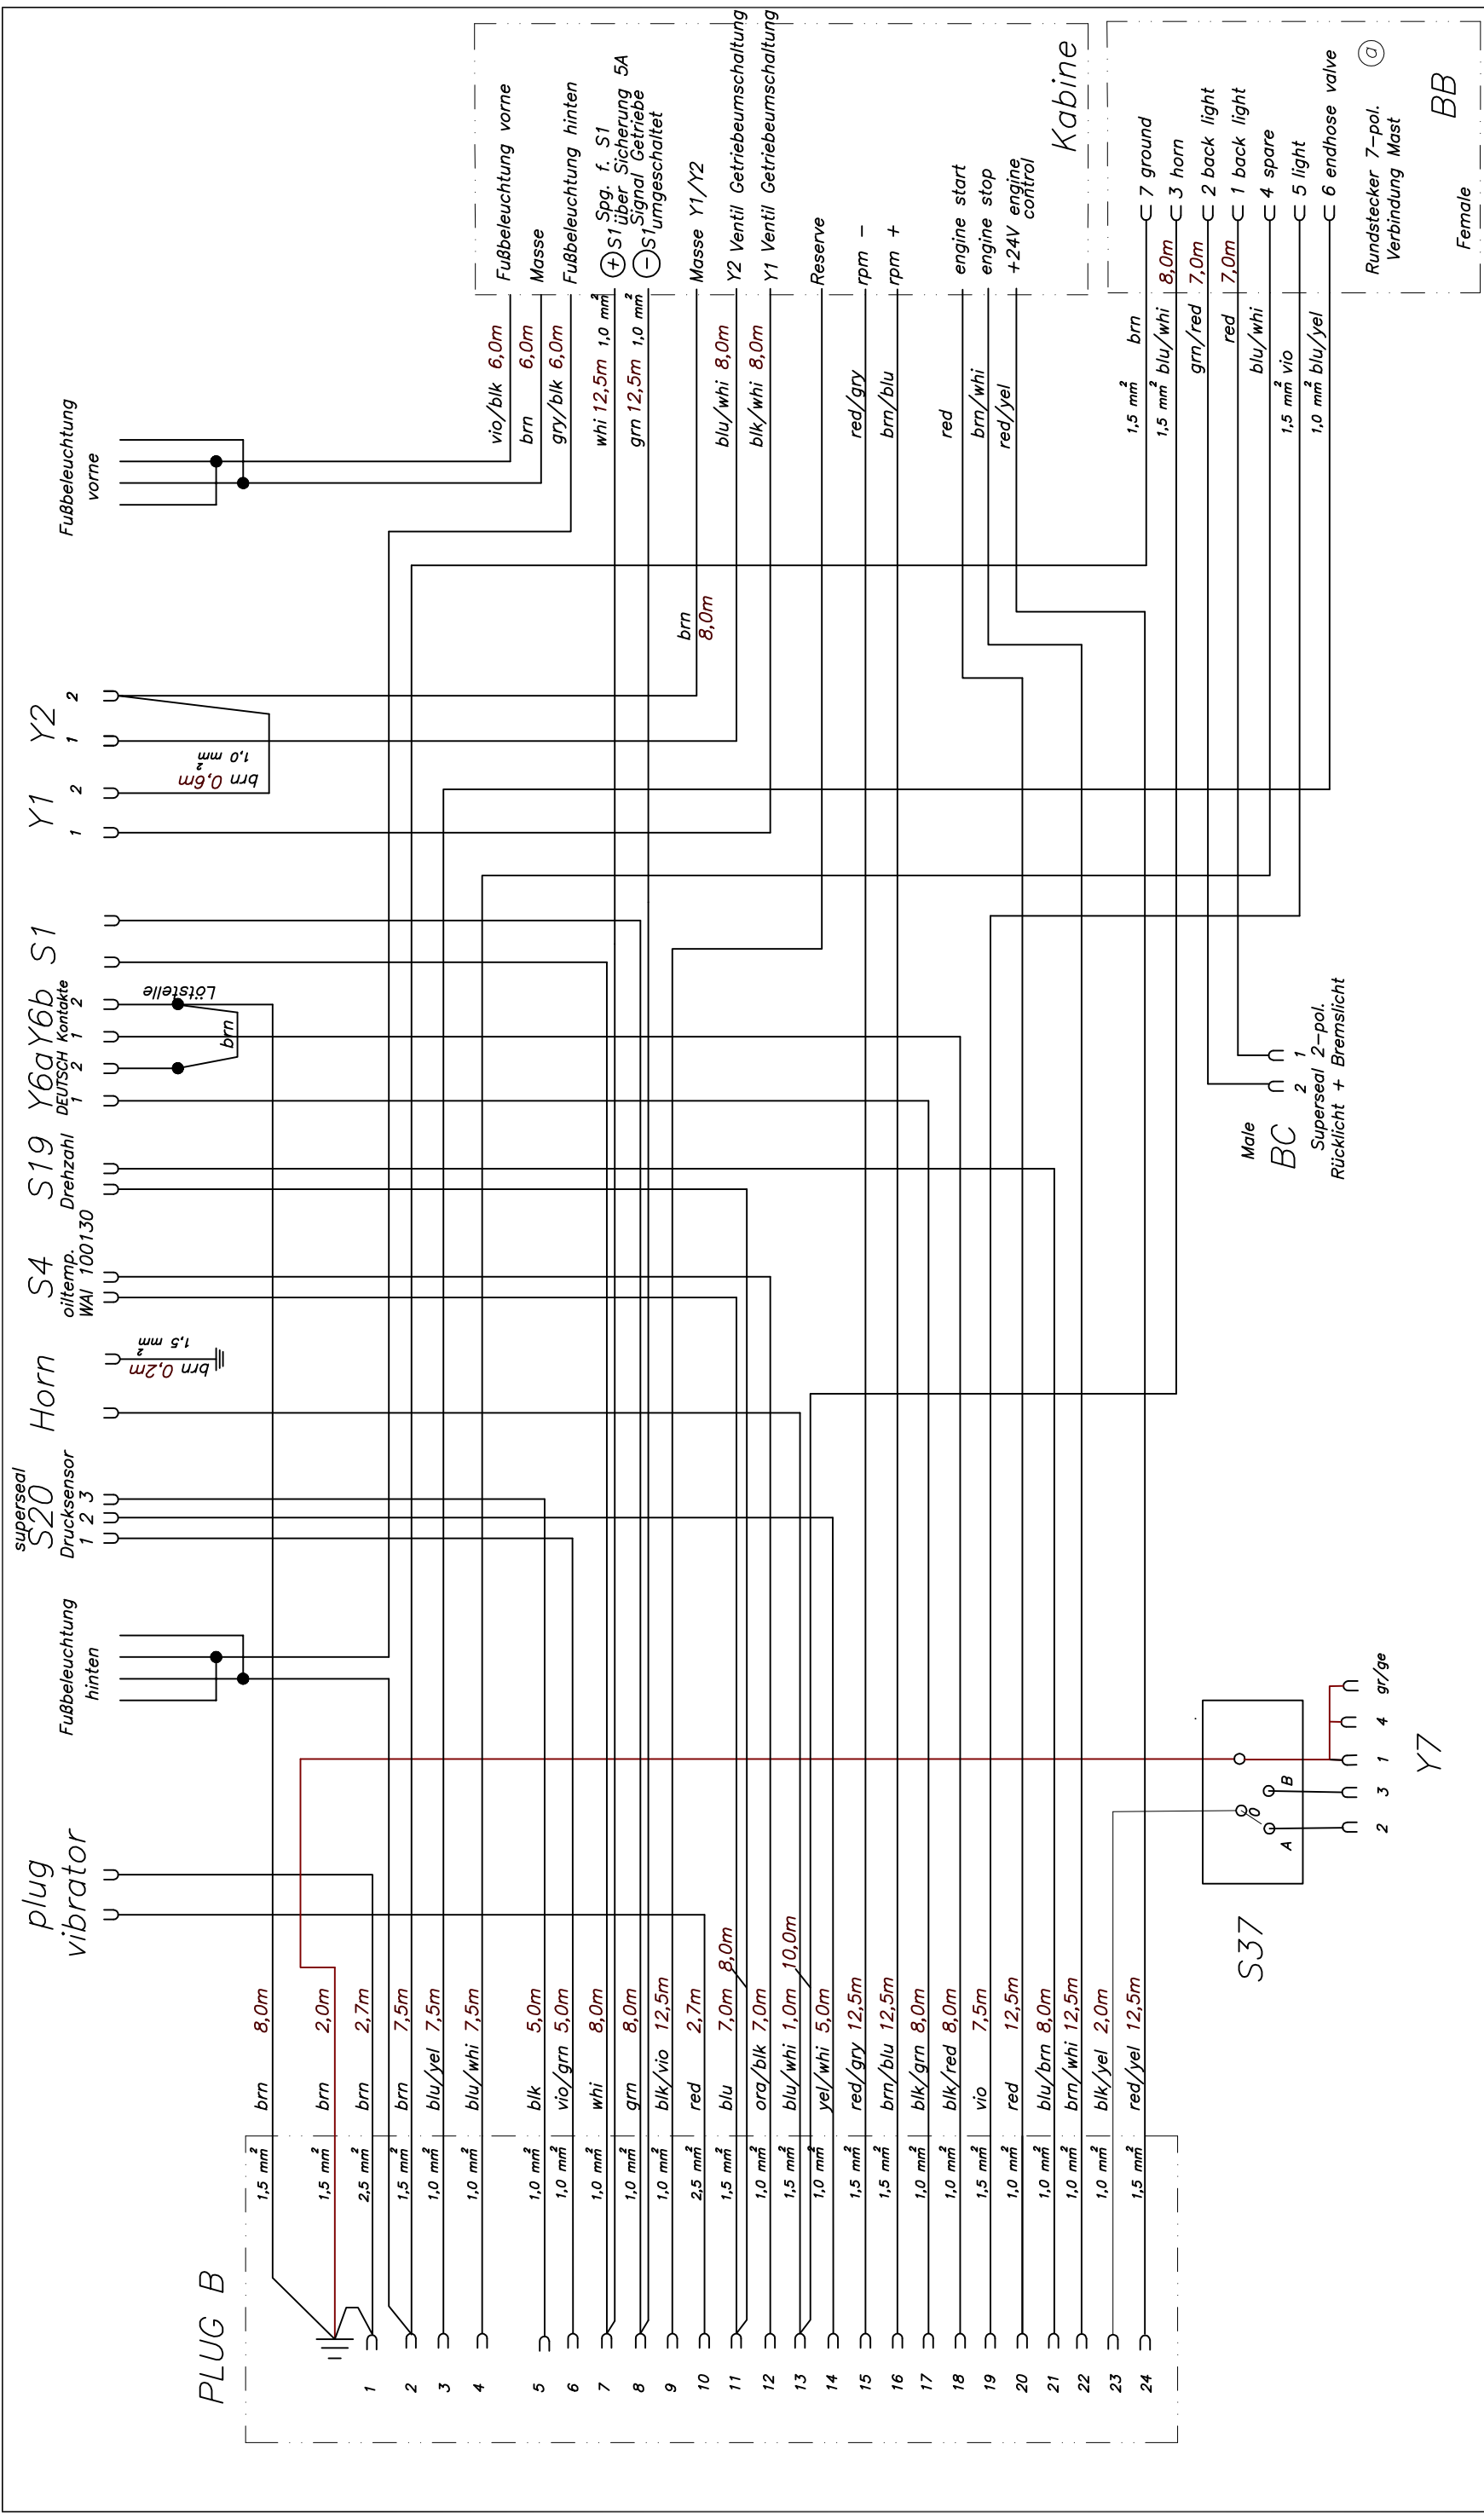 plug
vibrator
Fußbeleuchtung
hinten
superseal
S20
Drucksensor
1 2 3
Horn
brn 0,2m
1,5 mm²
S4
oiltemp.
WAI 100130
S19
Drehzahl
Y6a Y6b
DEUTSCH Kontakte
1 2 1 2
brn
Lötstelle
S1
Y1
1 2
Y2
1 2
brn 0,6m
1,0 mm²
Fußbeleuchtung
vorne
PLUG B
1,5 mm² brn 8,0m
1,5 mm² brn 2,0m
1 2,5 mm² brn 2,7m
2 1,5 mm² brn 7,5m
3 1,0 mm² blu/yel 7,5m
4 1,0 mm² blu/whi 7,5m
5 1,0 mm² blk 5,0m
6 1,0 mm² vio/grn 5,0m
7 1,0 mm² whi 8,0m
8 1,0 mm² grn 8,0m
9 1,0 mm² blk/vio 12,5m
10 2,5 mm² red 2,7m
11 1,5 mm² blu 7,0m 8,0m
12 1,0 mm² ora/blk 7,0m
13 1,5 mm² blu/whi 1,0m 10,0m
14 1,0 mm² yel/whi 5,0m
15 1,5 mm² red/gry 12,5m
16 1,5 mm² brn/blu 12,5m
17 1,0 mm² blk/grn 8,0m
18 1,0 mm² blk/red 8,0m
19 1,5 mm² vio 7,5m
20 1,0 mm² red 12,5m
21 1,0 mm² blu/brn 8,0m
22 1,0 mm² brn/whi 12,5m
23 1,0 mm² blk/yel 2,0m
24 1,5 mm² red/yel 12,5m
vio/blk 6,0m Fußbeleuchtung vorne
brn 6,0m Masse
gry/blk 6,0m Fußbeleuchtung hinten
whi 12,5m 1,0 mm² + S1 Spg. f. S1
über Sicherung 5A
grn 12,5m 1,0 mm² − S1 Signal Getriebe
umgeschaltet
brn
8,0m
Masse Y1/Y2
blu/whi 8,0m Y2 Ventil Getriebeumschaltung
blk/whi 8,0m Y1 Ventil Getriebeumschaltung
Reserve
red/gry rpm −
brn/blu rpm +
red engine start
brn/whi engine stop
red/yel +24V engine
control
Kabine
1,5 mm² brn 7 ground
1,5 mm² blu/whi 8,0m 3 horn
grn/red 7,0m 2 back light
red 7,0m 1 back light
blu/whi 4 spare
1,5 mm² vio 5 light
1,0 mm² blu/yel 6 endhose valve
Rundstecker 7-pol. a
Verbindung Mast
BB
Female
Male
BC
2 1
Superseal 2-pol.
Rücklicht + Bremslicht
S37
A 0 B
2 3 1 4 gr/ge
Y7